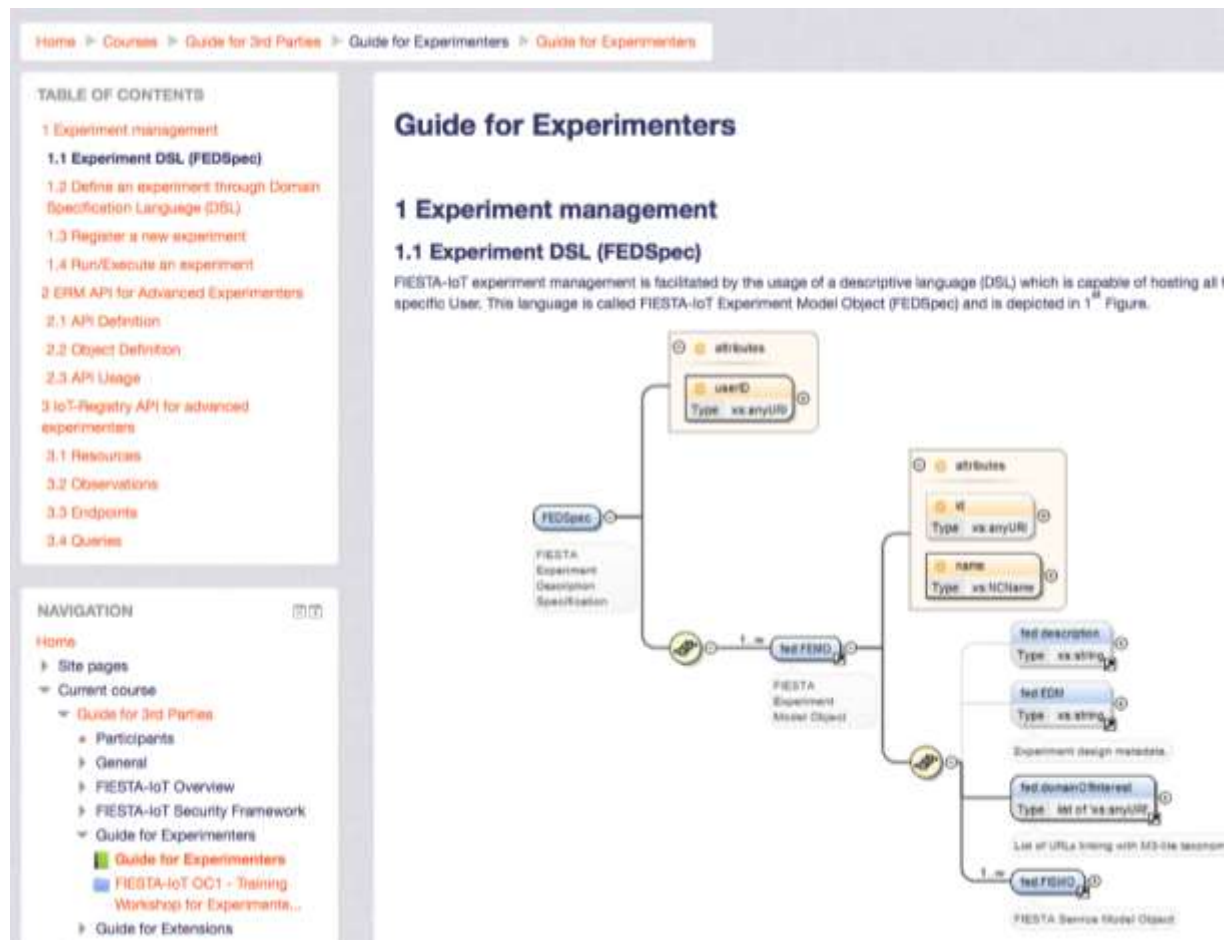 Home Courses Guide for 3rd Parties Guide for Experimenters Guide for Experimenters
TABLE OF CONTENTS
1 Experiment management
1.1 Experiment DSL (FEDSpec)
1.2 Define an experiment through Domain
Specification Language (DSL)
1.3 Register a new experiment
1.4 Run/Execute an experiment
2 ERM API for Advanced Experimenters
2.1 API Definition
2.2 Object Definition
2.3 API Usage
3 IoT-Registry API for advanced
experimenters
3.1 Resources
3.2 Observations
3.3 Endpoints
3.4 Queries
NAVIGATION
Home
Site pages
Current course
Guide for 3rd Parties
Participants
General
FIESTA-IoT Overview
FIESTA-IoT Security Framework
Guide for Experimenters
Guide for Experimenters
FIESTA-IoT OC1 - Training
Workshop for Experimente...
Guide for Extensions
Guide for Experimenters
1 Experiment management
1.1 Experiment DSL (FEDSpec)
FIESTA-IoT experiment management is facilitated by the usage of a descriptive language (DSL) which is capable of hosting all
specific User. This language is called FIESTA-IoT Experiment Model Object (FEDSpec) and is depicted in 1st Figure.
attributes
userID
Type xs:anyURI
attributes
id
Type xs:anyURI
name
Type xs:NCName
FEDSpec
FIESTA
Experiment
Description
Specification
1..∞
fed:FEMO
FIESTA
Experiment
Model Object
fed:description
Type xs:string
fed:EDM
Type xs:string
Experiment design metadata.
fed:domainOfInterest
Type list of 'xs:anyURI'
List of URLs linking with M3-lite taxonom
1..∞
FIESTA Service Model Object